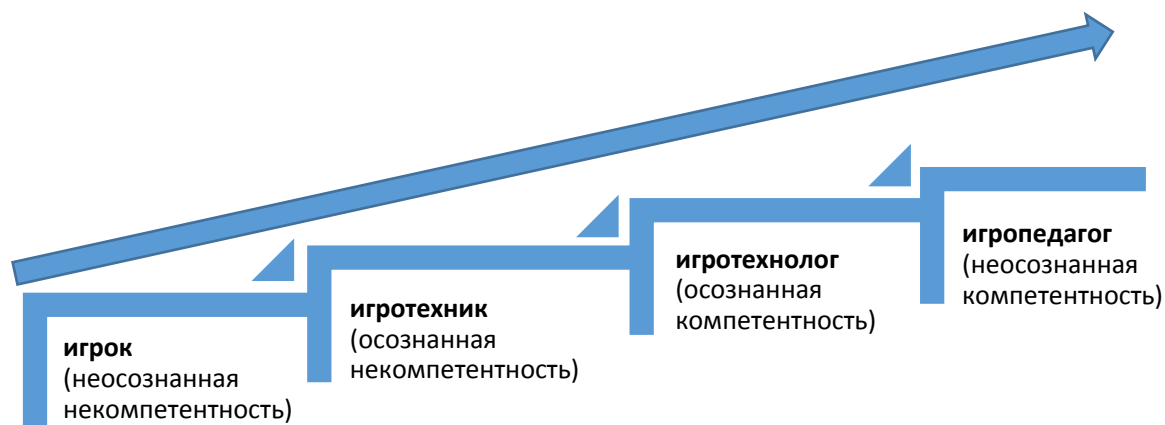 игрок
(неосознанная
некомпетентность)
игротехник
(осознанная
некомпетентность)
игротехнолог
(осознанная
компетентность)
игропедагог
(неосознанная
компетентность)